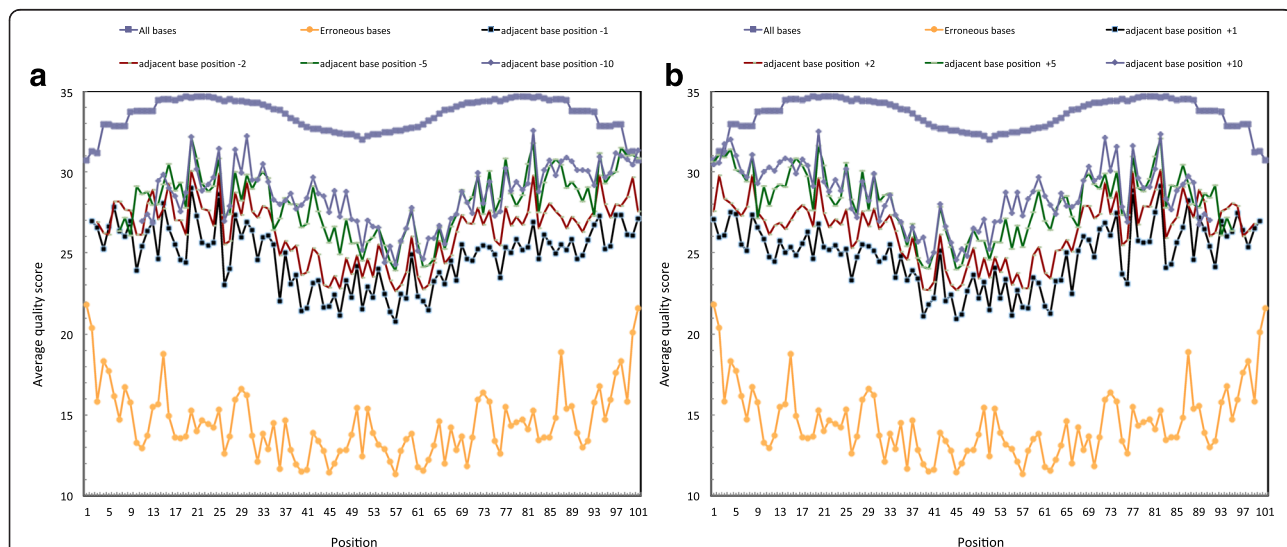 All bases Erroneous bases adjacent base position -1
adjacent base position -2 adjacent base position -5 adjacent base position -10
a
35
30
25
20
15
10
Average quality score
1 5 9 13 17 21 25 29 33 37 41 45 49 53 57 61 65 69 73 77 81 85 89 93 97 101
Position
All bases Erroneous bases adjacent base position +1
adjacent base position +2 adjacent base position +5 adjacent base position +10
b
35
30
25
20
15
10
Average quality score
1 5 9 13 17 21 25 29 33 37 41 45 49 53 57 61 65 69 73 77 81 85 89 93 97 101
Position